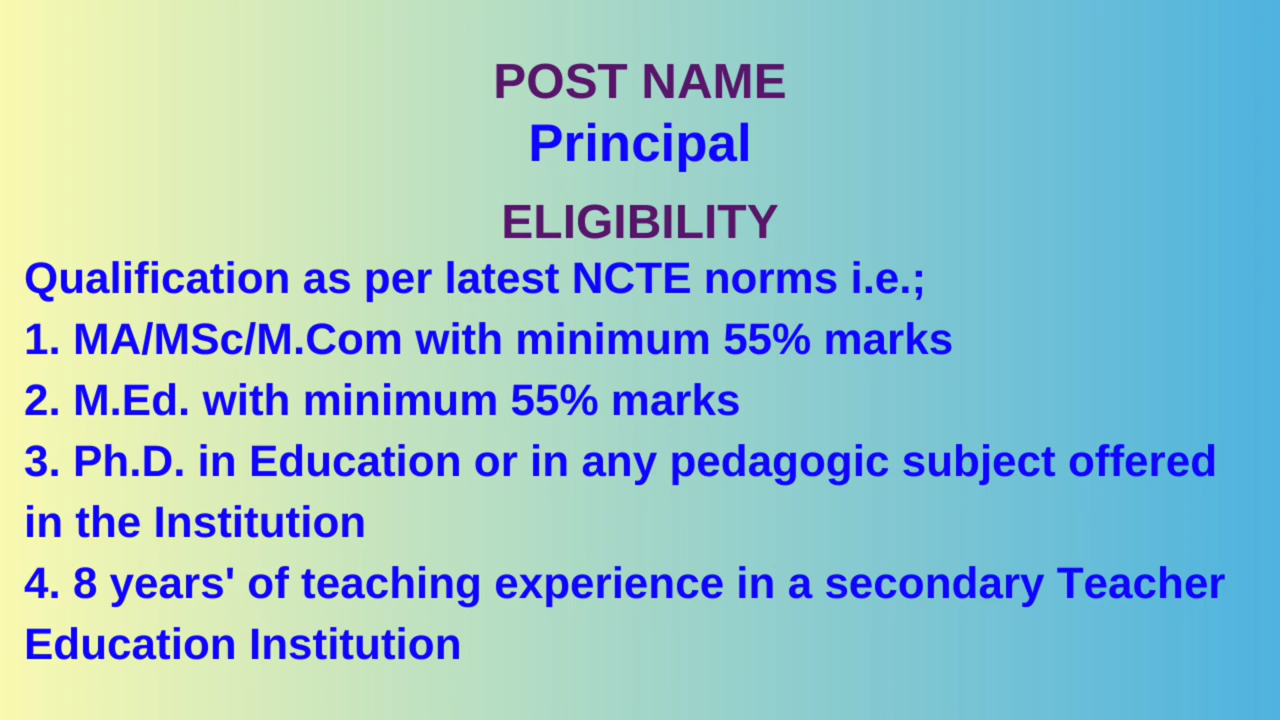 POST NAME
Principal
ELIGIBILITY
Qualification as per latest NCTE norms i.e.;
1. MA/MSc/M.Com with minimum 55% marks
2. M.Ed. with minimum 55% marks
3. Ph.D. in Education or in any pedagogic subject offered
in the Institution
4. 8 years' of teaching experience in a secondary Teacher
Education Institution